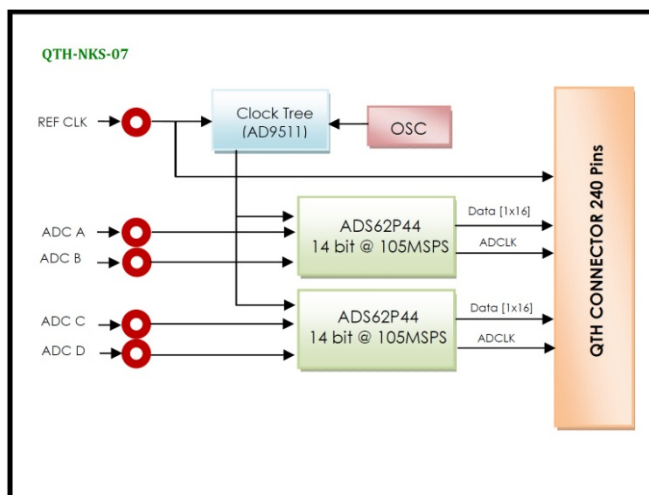 QTH-NKS-07
REF CLK
Clock Tree
(AD9511)
OSC
ADC A
ADC B
ADS62P44
14 bit @ 105MSPS
Data [1x16]
ADCLK
ADC C
ADC D
ADS62P44
14 bit @ 105MSPS
Data [1x16]
ADCLK
QTH CONNECTOR 240 Pins